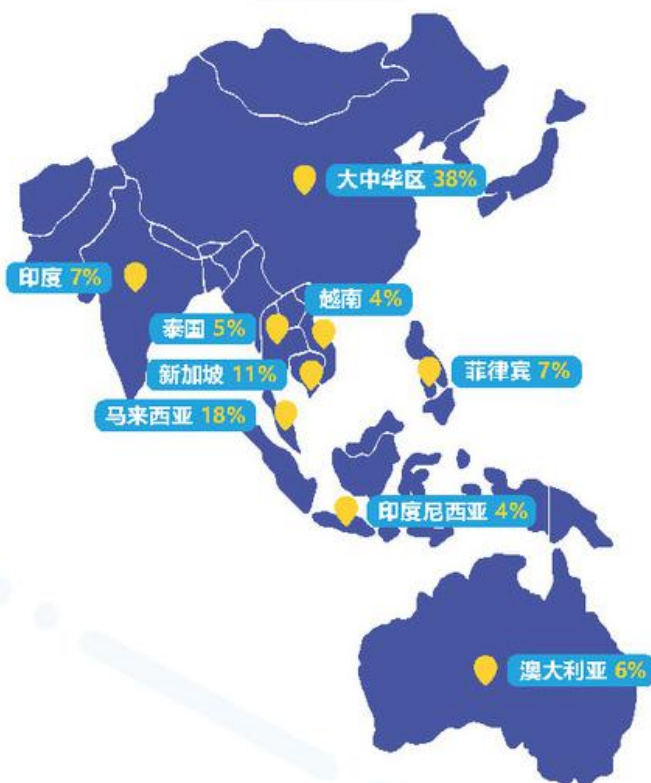 大中华区 38%
印度 7%
越南 4%
泰国 5%
新加坡 11%
菲律宾 7%
马来西亚 18%
印度尼西亚 4%
澳大利亚 6%